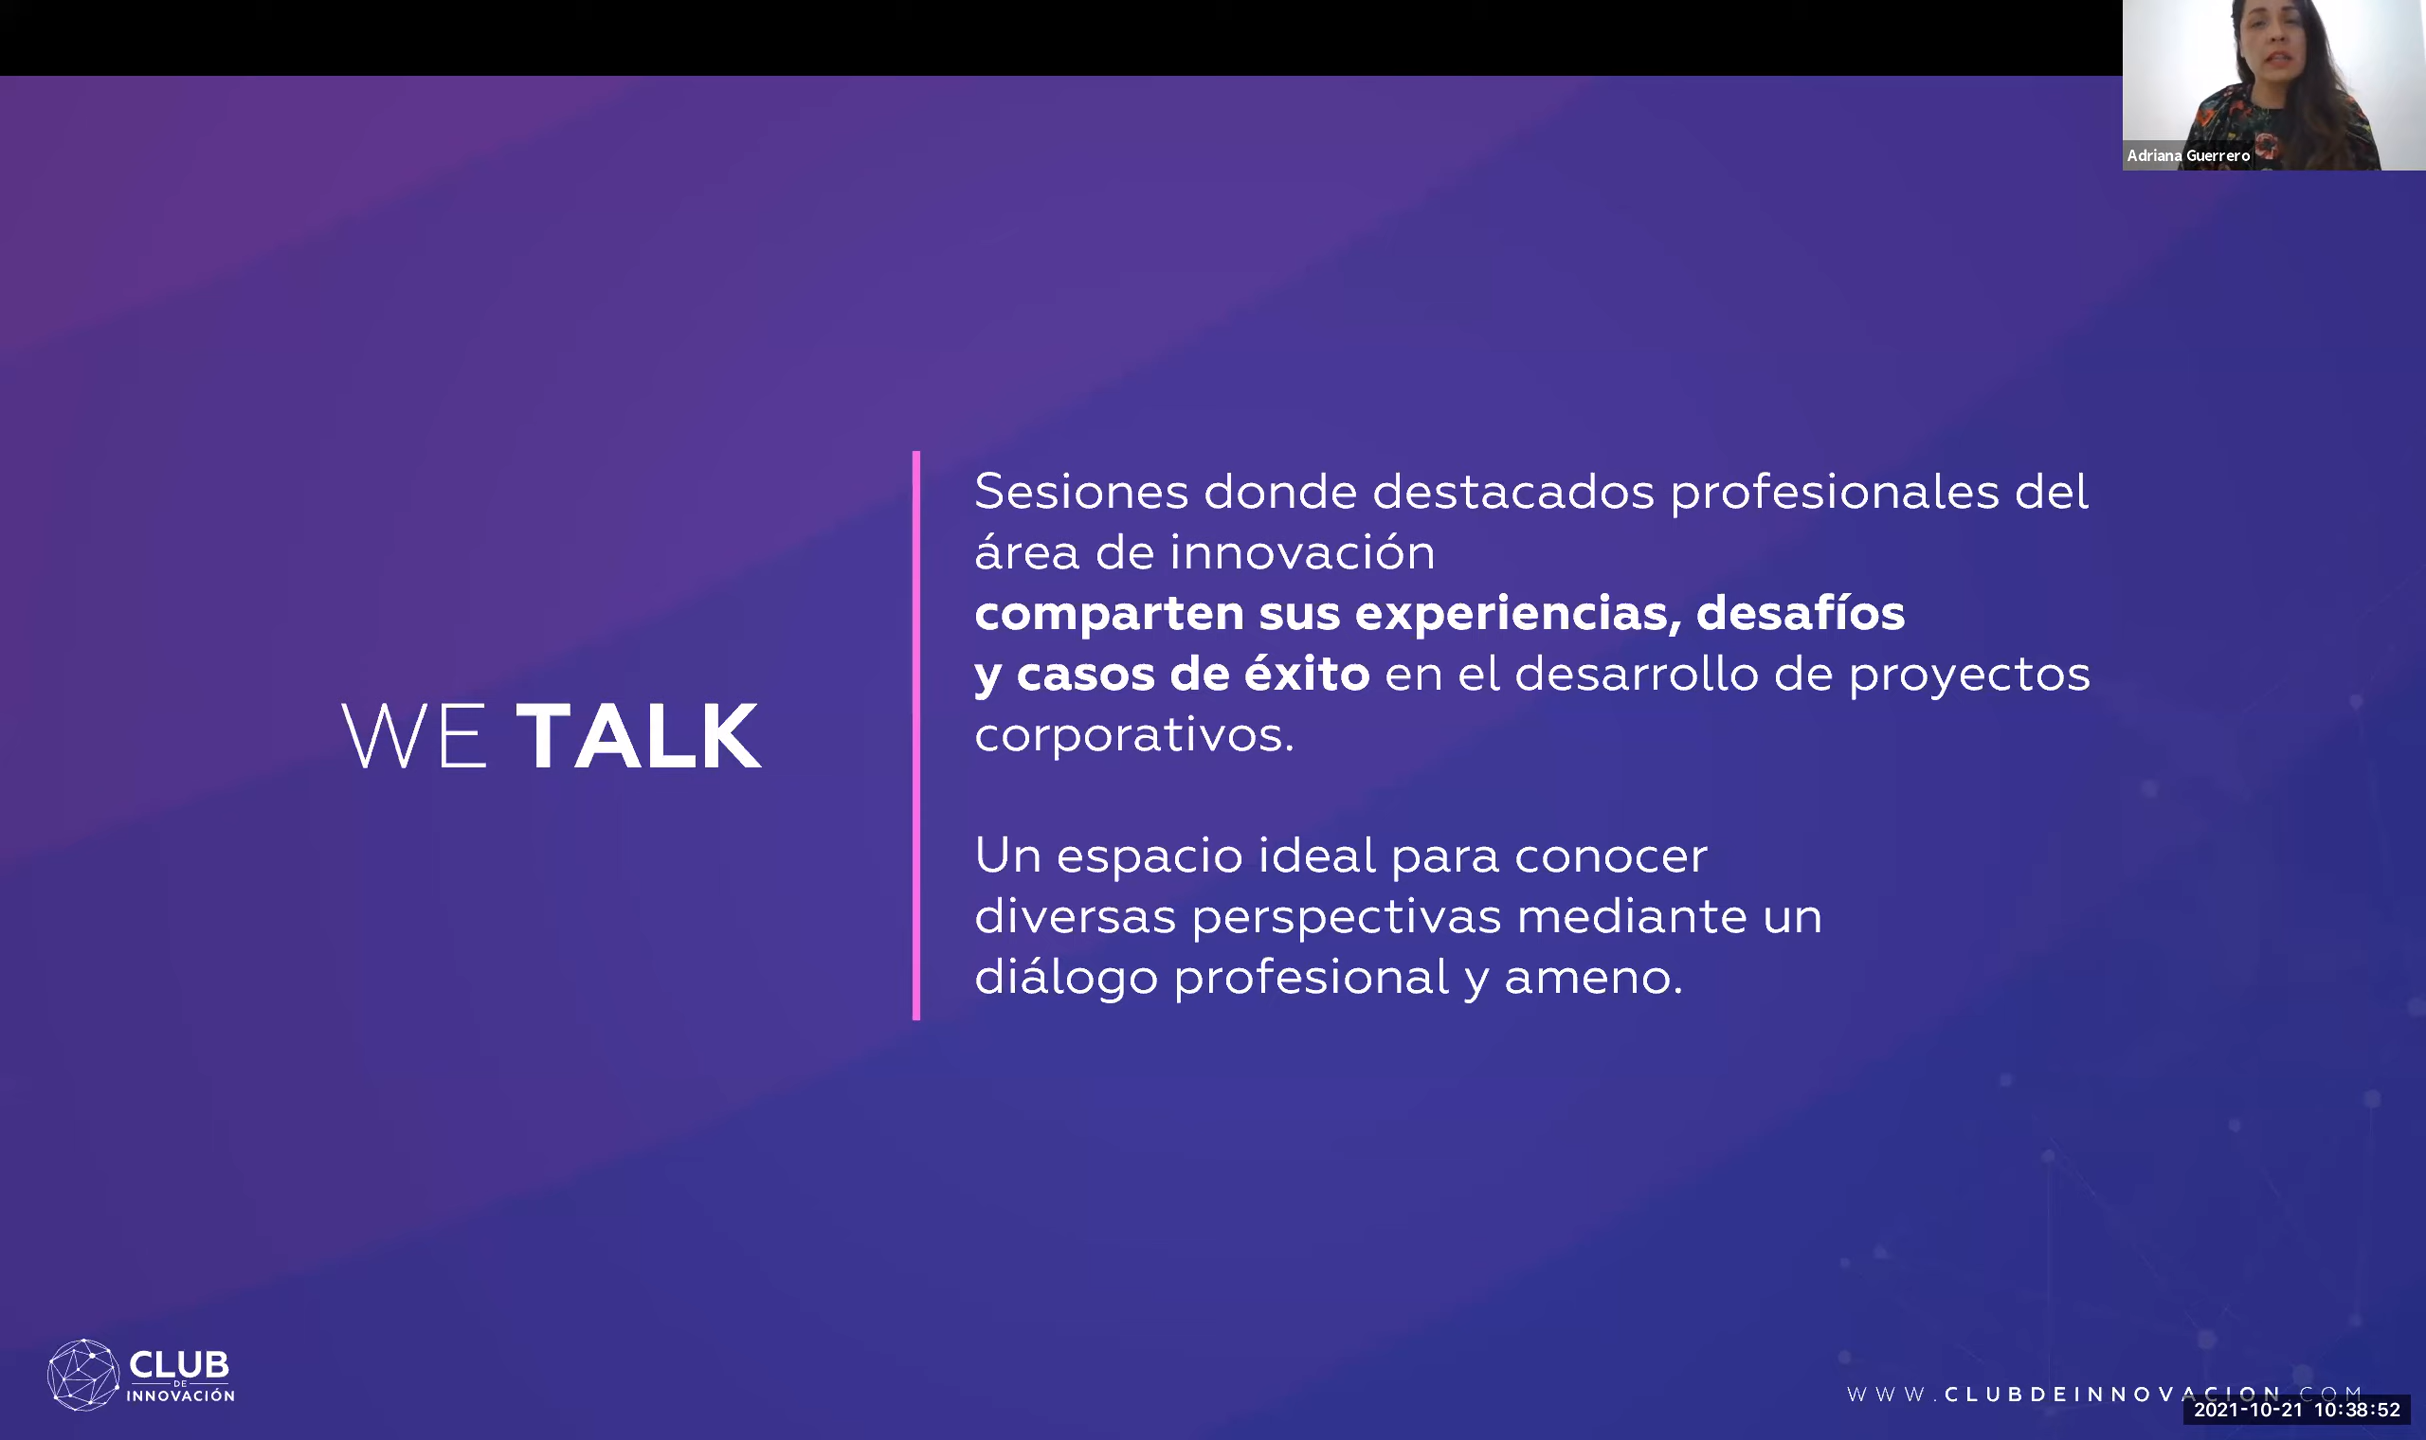 Adriana Guerrero
WE TALK
Sesiones donde destacados profesionales del
área de innovación
comparten sus experiencias, desafíos
y casos de éxito en el desarrollo de proyectos
corporativos.
Un espacio ideal para conocer
diversas perspectivas mediante un
diálogo profesional y ameno.
CLUB
DE
INNOVACIÓN
WWW.CLUBDEINNOVACION.COM
2021-10-21 10:38:52